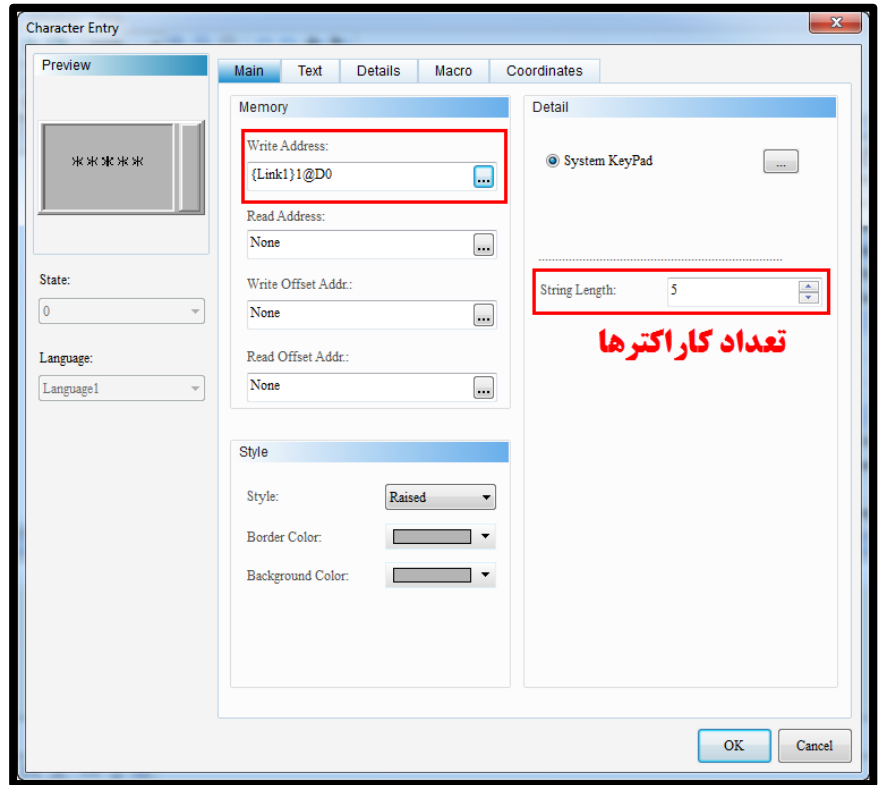 Character Entry
Preview
*****
State:
0
Language:
Language1
Main Text Details Macro Coordinates
Memory
Write Address:
{Link1}1@D0
...
Read Address:
None
...
Write Offset Addr.:
None
...
Read Offset Addr.:
None
...
Style
Style: Raised
Border Color:
Background Color:
Detail
System KeyPad ...
String Length: 5
تعداد کاراکترها
OK Cancel